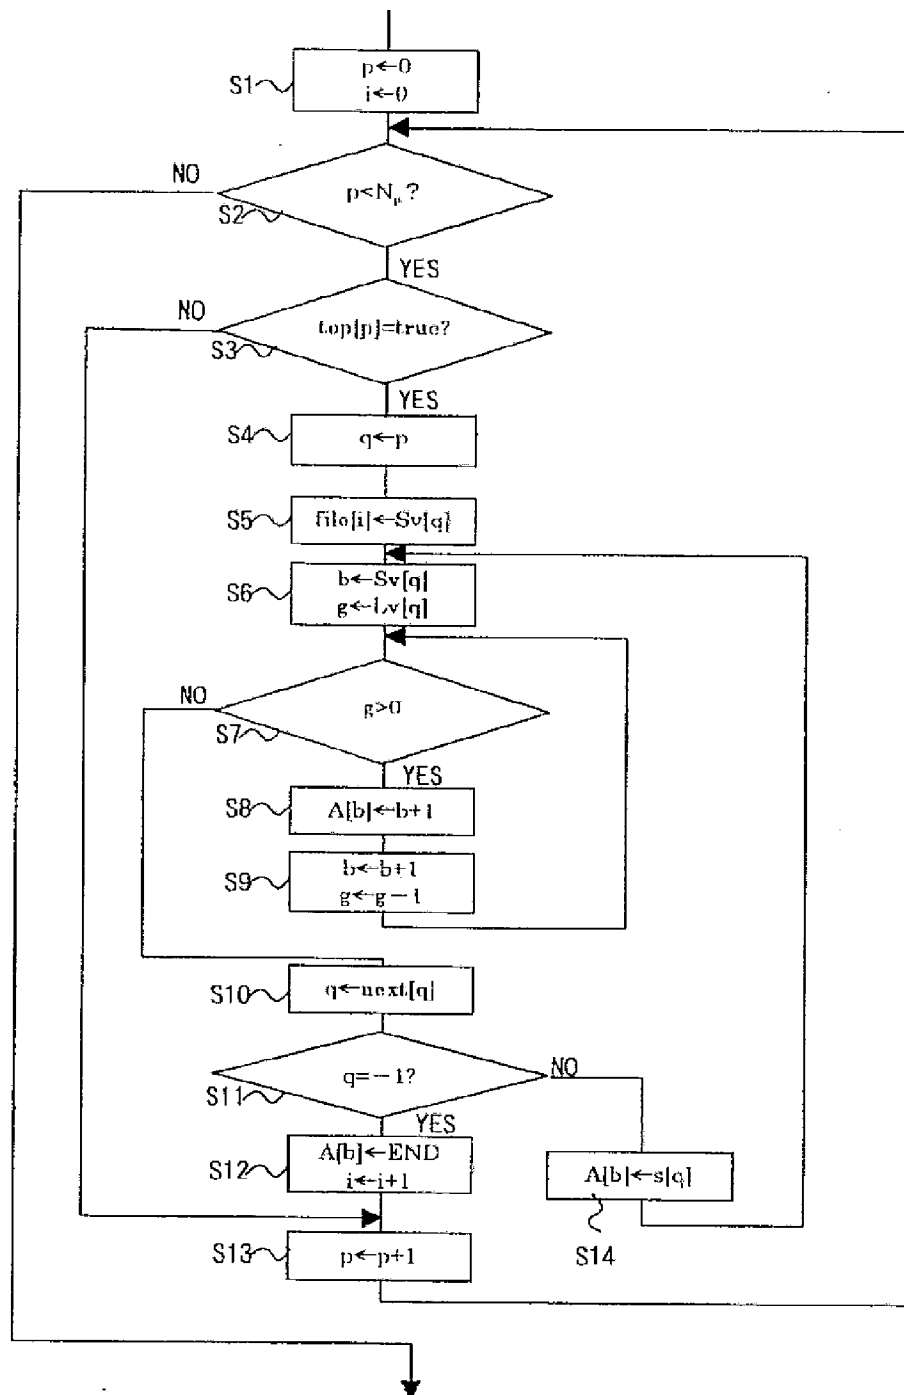 S1
p←0
i←0
NO
p<Nₚ?
S2
YES
NO
top[p]=true?
S3
YES
S4
q←p
S5
file[i]←Sv[q]
S6
b←Sv[q]
g←Lv[q]
NO
g>0
S7
YES
S8
A[b]←b+1
S9
b←b+1
g←g−1
S10
q←next[q]
q=−1?
NO
S11
YES
S12
A[b]←END
i←i+1
A[b]←s[q]
S13
p←p+1
S14